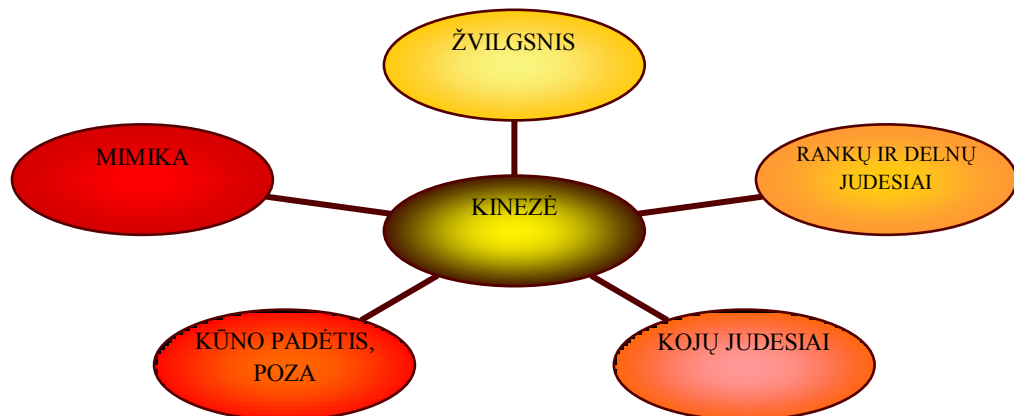 ŽVILGSNIS
MIMIKA
RANKŲ IR DELNŲ
JUDESIAI
KINEZĖ
KŪNO PADĖTIS,
POZA
KOJŲ JUDESIAI